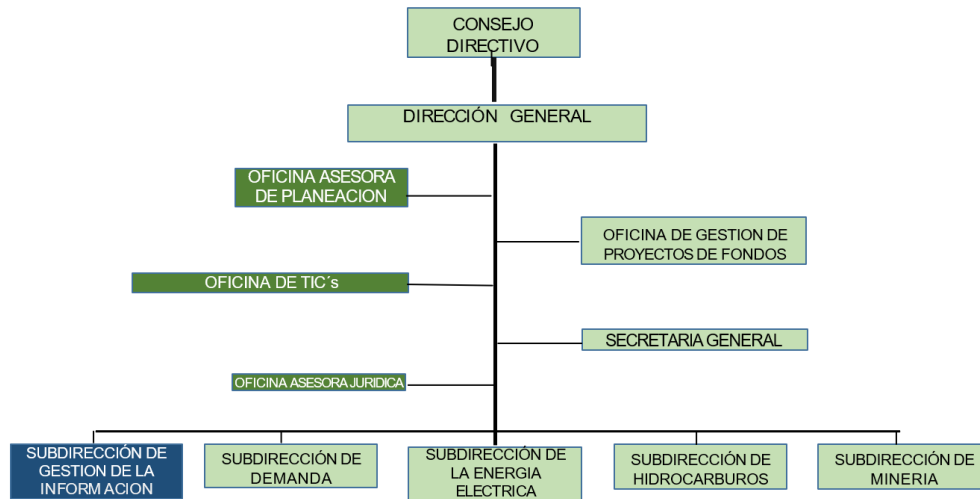 CONSEJO
DIRECTIVO
DIRECCIÓN GENERAL
OFICINA ASESORA
DE PLANEACION
OFICINA DE GESTION DE
PROYECTOS DE FONDOS
OFICINA DE TIC´s
SECRETARIA GENERAL
OFICINA ASESORA JURIDICA
SUBDIRECCIÓN DE
GESTION DE LA
INFORMACION
SUBDIRECCIÓN DE
DEMANDA
SUBDIRECCIÓN DE
LA ENERGIA
ELECTRICA
SUBDIRECCIÓN DE
HIDROCARBUROS
SUBDIRECCIÓN DE
MINERIA